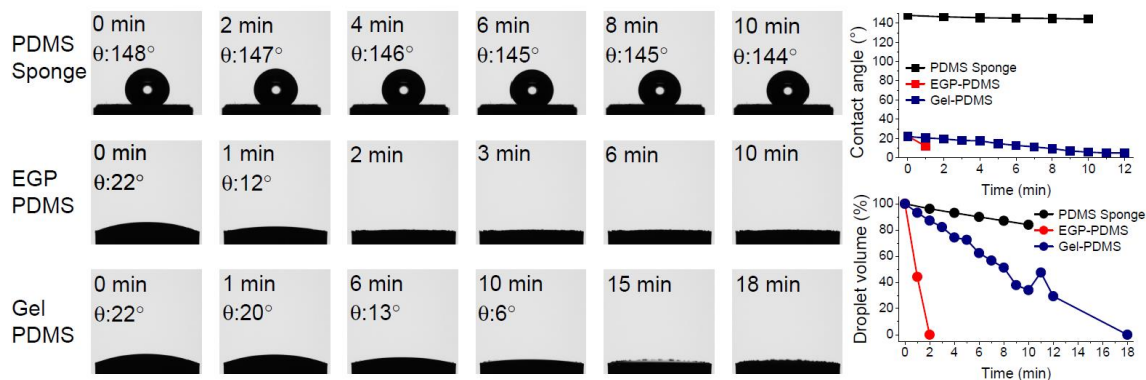 PDMS
Sponge
0 min
θ:148°
2 min
θ:147°
4 min
θ:146°
6 min
θ:145°
8 min
θ:145°
10 min
θ:144°
EGP
PDMS
0 min
θ:22°
1 min
θ:12°
2 min
3 min
6 min
10 min
Gel
PDMS
0 min
θ:22°
1 min
θ:20°
6 min
θ:13°
10 min
θ:6°
15 min
18 min
Contact angle (°)
140
120
100
80
60
40
20
0
PDMS Sponge
EGP-PDMS
Gel-PDMS
0 2 4 6 8 10 12
Time (min)
Droplet volume (%)
100
80
60
40
20
0
PDMS Sponge
EGP-PDMS
Gel-PDMS
0 2 4 6 8 10 12 14 16 18
Time (min)